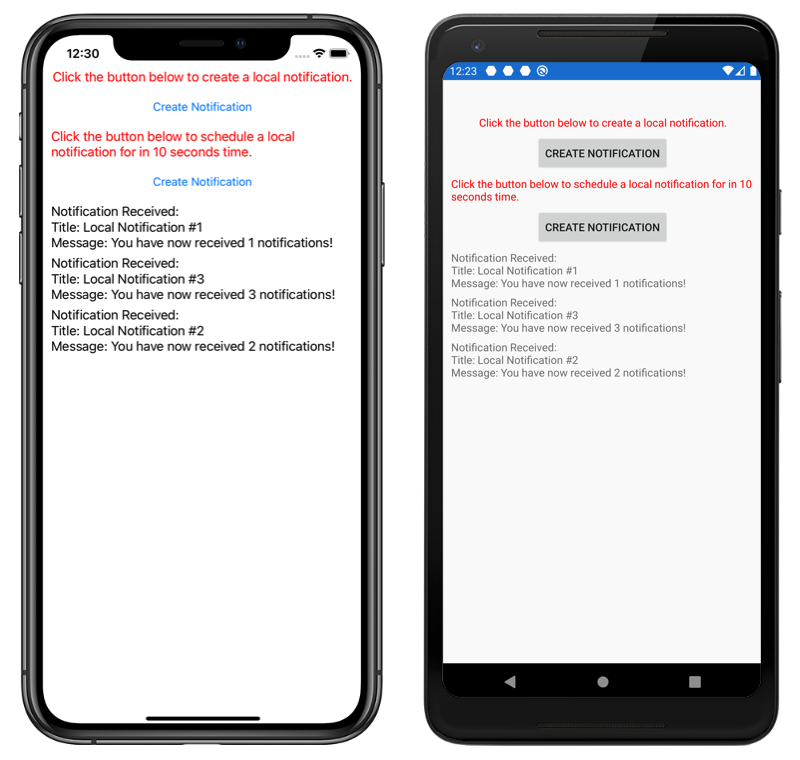 12:30
Click the button below to create a local notification.
Create Notification
Click the button below to schedule a local
notification for in 10 seconds time.
Create Notification
Notification Received:
Title: Local Notification #1
Message: You have now received 1 notifications!
Notification Received:
Title: Local Notification #3
Message: You have now received 3 notifications!
Notification Received:
Title: Local Notification #2
Message: You have now received 2 notifications!
12:23
Click the button below to create a local notification.
CREATE NOTIFICATION
Click the button below to schedule a local notification for in 10
seconds time.
CREATE NOTIFICATION
Notification Received:
Title: Local Notification #1
Message: You have now received 1 notifications!
Notification Received:
Title: Local Notification #3
Message: You have now received 3 notifications!
Notification Received:
Title: Local Notification #2
Message: You have now received 2 notifications!